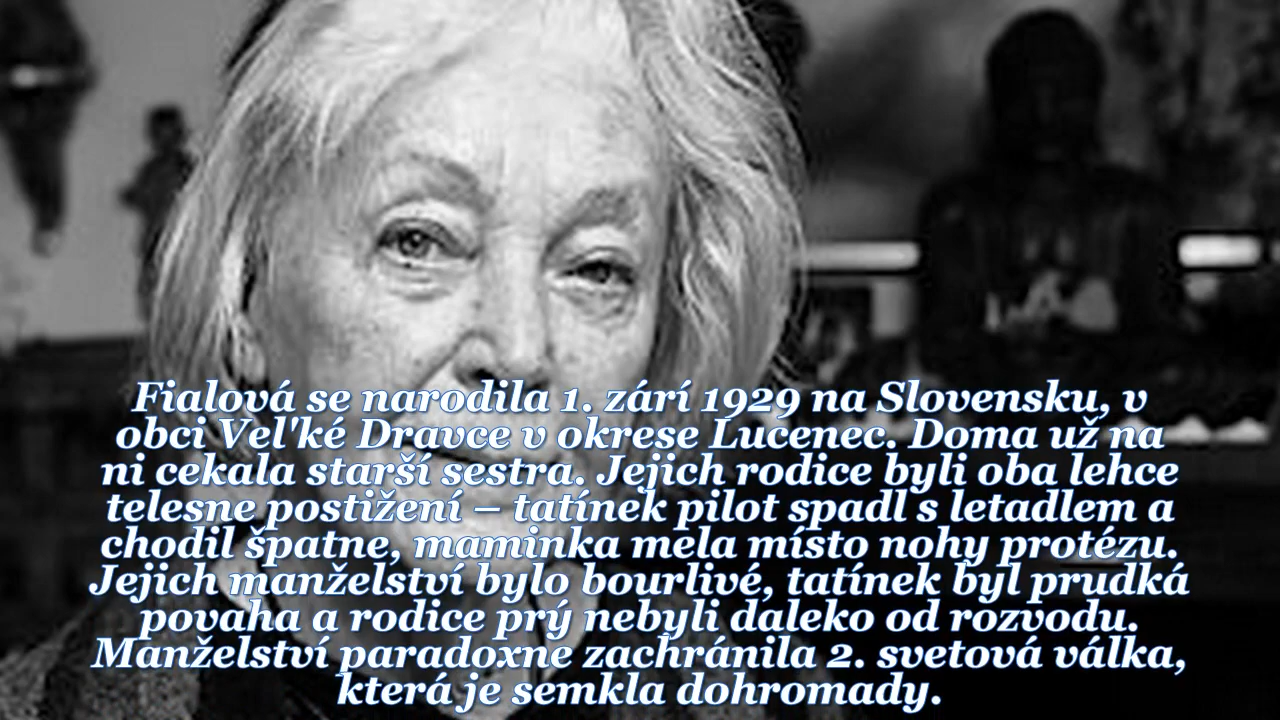 Fialová se narodila 1. zárí 1929 na Slovensku, v
obci Vel'ké Dravce v okrese Lucenec. Doma už na
ni cekala starší sestra. Jejich rodice byli oba lehce
telesne postižení – tatínek pilot spadl s letadlem a
chodil špatne, maminka mela místo nohy protézu.
Jejich manželství bylo bourlivé, tatínek byl prudká
povaha a rodice prý nebyli daleko od rozvodu.
Manželství paradoxne zachránila 2. svetová válka,
která je semkla dohromady.